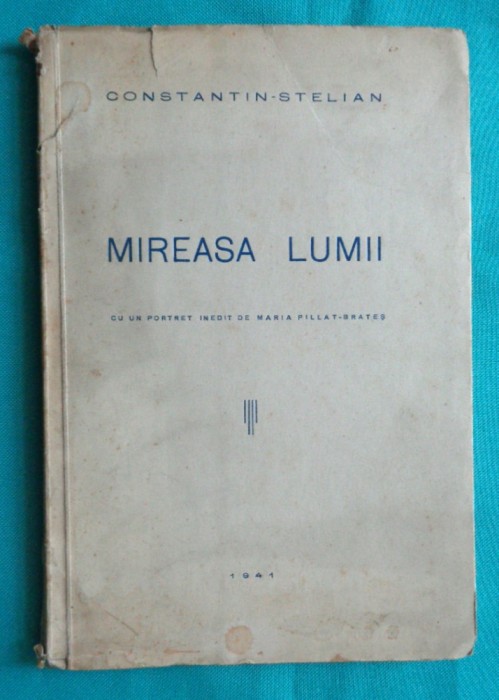 CONSTANTIN-STELIAN
MIREASA LUMII
CU UN PORTRET INEDIT DE MARIA PILLAT-BRATEȘ
1941